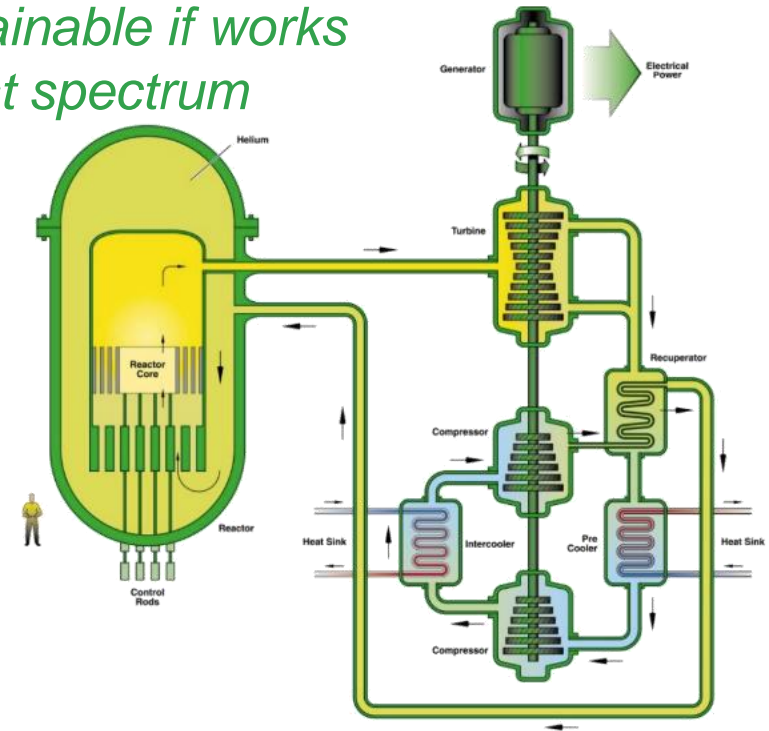 ainable if works
t spectrum
Generator
Electrical
Power
Helium
Turbine
Recuperator
Reactor
Core
Compressor
Reactor
Heat Sink
Intercooler
Pre
Cooler
Heat Sink
Control
Rods
Compressor